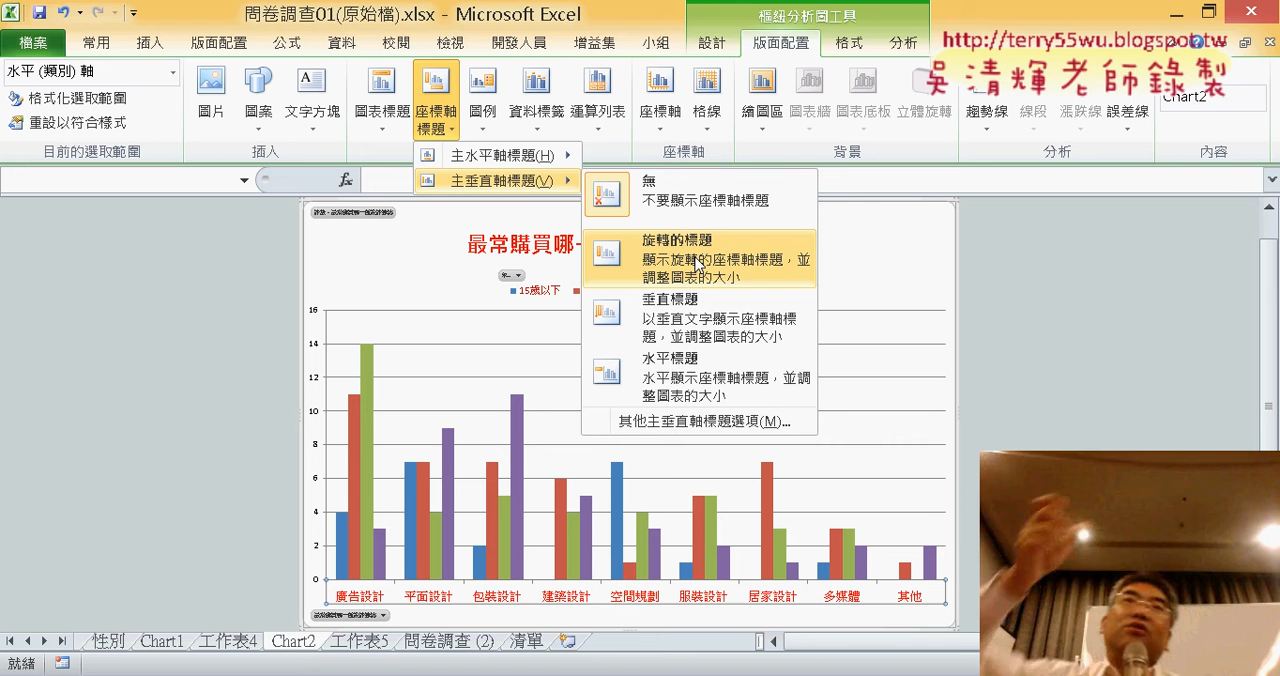 問卷調查01(原始檔).xlsx - Microsoft Excel
樞紐分析圖工具
檔案 常用 插入 版面配置 公式 資料 校閱 檢視 開發人員 增益集 小組 設計 版面配置 格式 分析
http://terry55wu.blogspot.tw
吳清輝老師錄製
水平 (類別) 軸
格式化選取範圍
重設以符合樣式
目前的選取範圍
圖片 圖案 文字方塊
插入
圖表標題 座標軸標題 圖例 資料標籤 運算列表
座標軸 格線
座標軸
繪圖區 圖表牆 圖表底板 立體旋轉
背景
趨勢線 線段 漲跌線 誤差線
分析
Chart2
內容
主水平軸標題(H)
主垂直軸標題(V)
fx
無
不要顯示座標軸標題
旋轉的標題
顯示旋轉的座標軸標題，並
調整圖表的大小
垂直標題
以垂直文字顯示座標軸標
題，並調整圖表的大小
水平標題
水平顯示座標軸標題，並調
整圖表的大小
其他主垂直軸標題選項(M)...
最常購買哪
15歲以下
16
14
12
10
8
6
4
2
0
廣告設計 平面設計 包裝設計 建築設計 空間規劃 服裝設計 居家設計 多媒體 其他
性別 Chart1 工作表4 Chart2 工作表5 問卷調查 (2) 清單
就緒